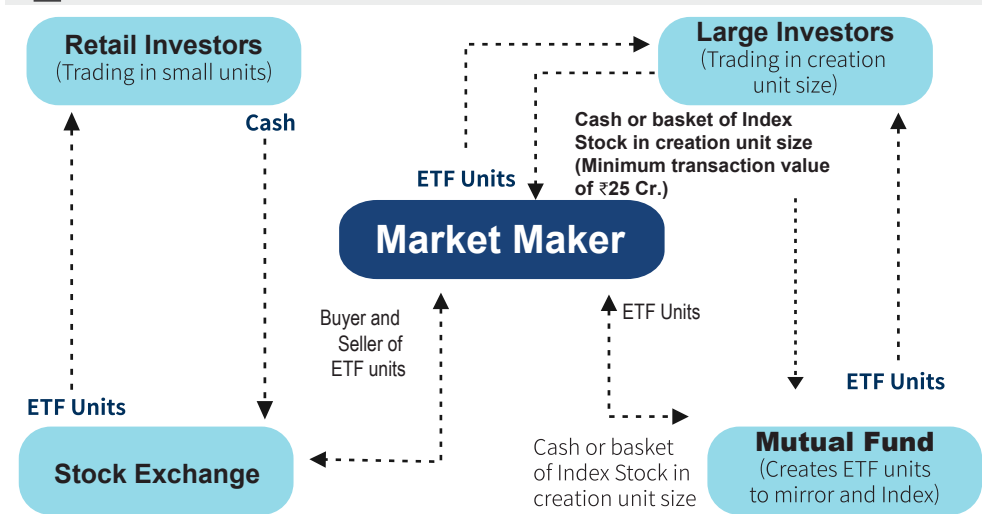 Retail Investors
(Trading in small units)
Large Investors
(Trading in creation
unit size)
Cash
Cash or basket of Index
Stock in creation unit size
(Minimum transaction value
of ₹25 Cr.)
ETF Units
Market Maker
Buyer and
Seller of
ETF units
ETF Units
ETF Units
ETF Units
Stock Exchange
Cash or basket
of Index Stock in
creation unit size
Mutual Fund
(Creates ETF units
to mirror and Index)